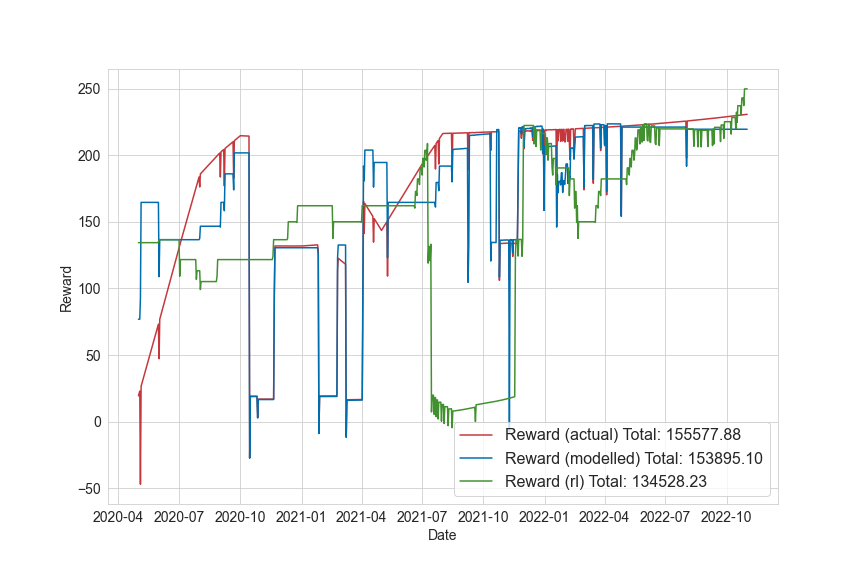 250
200
150
100
50
0
−50
Reward
Reward (actual) Total: 155577.88
Reward (modelled) Total: 153895.10
Reward (rl) Total: 134528.23
2020-04 2020-07 2020-10 2021-01 2021-04 2021-07 2021-10 2022-01 2022-04 2022-07 2022-10
Date